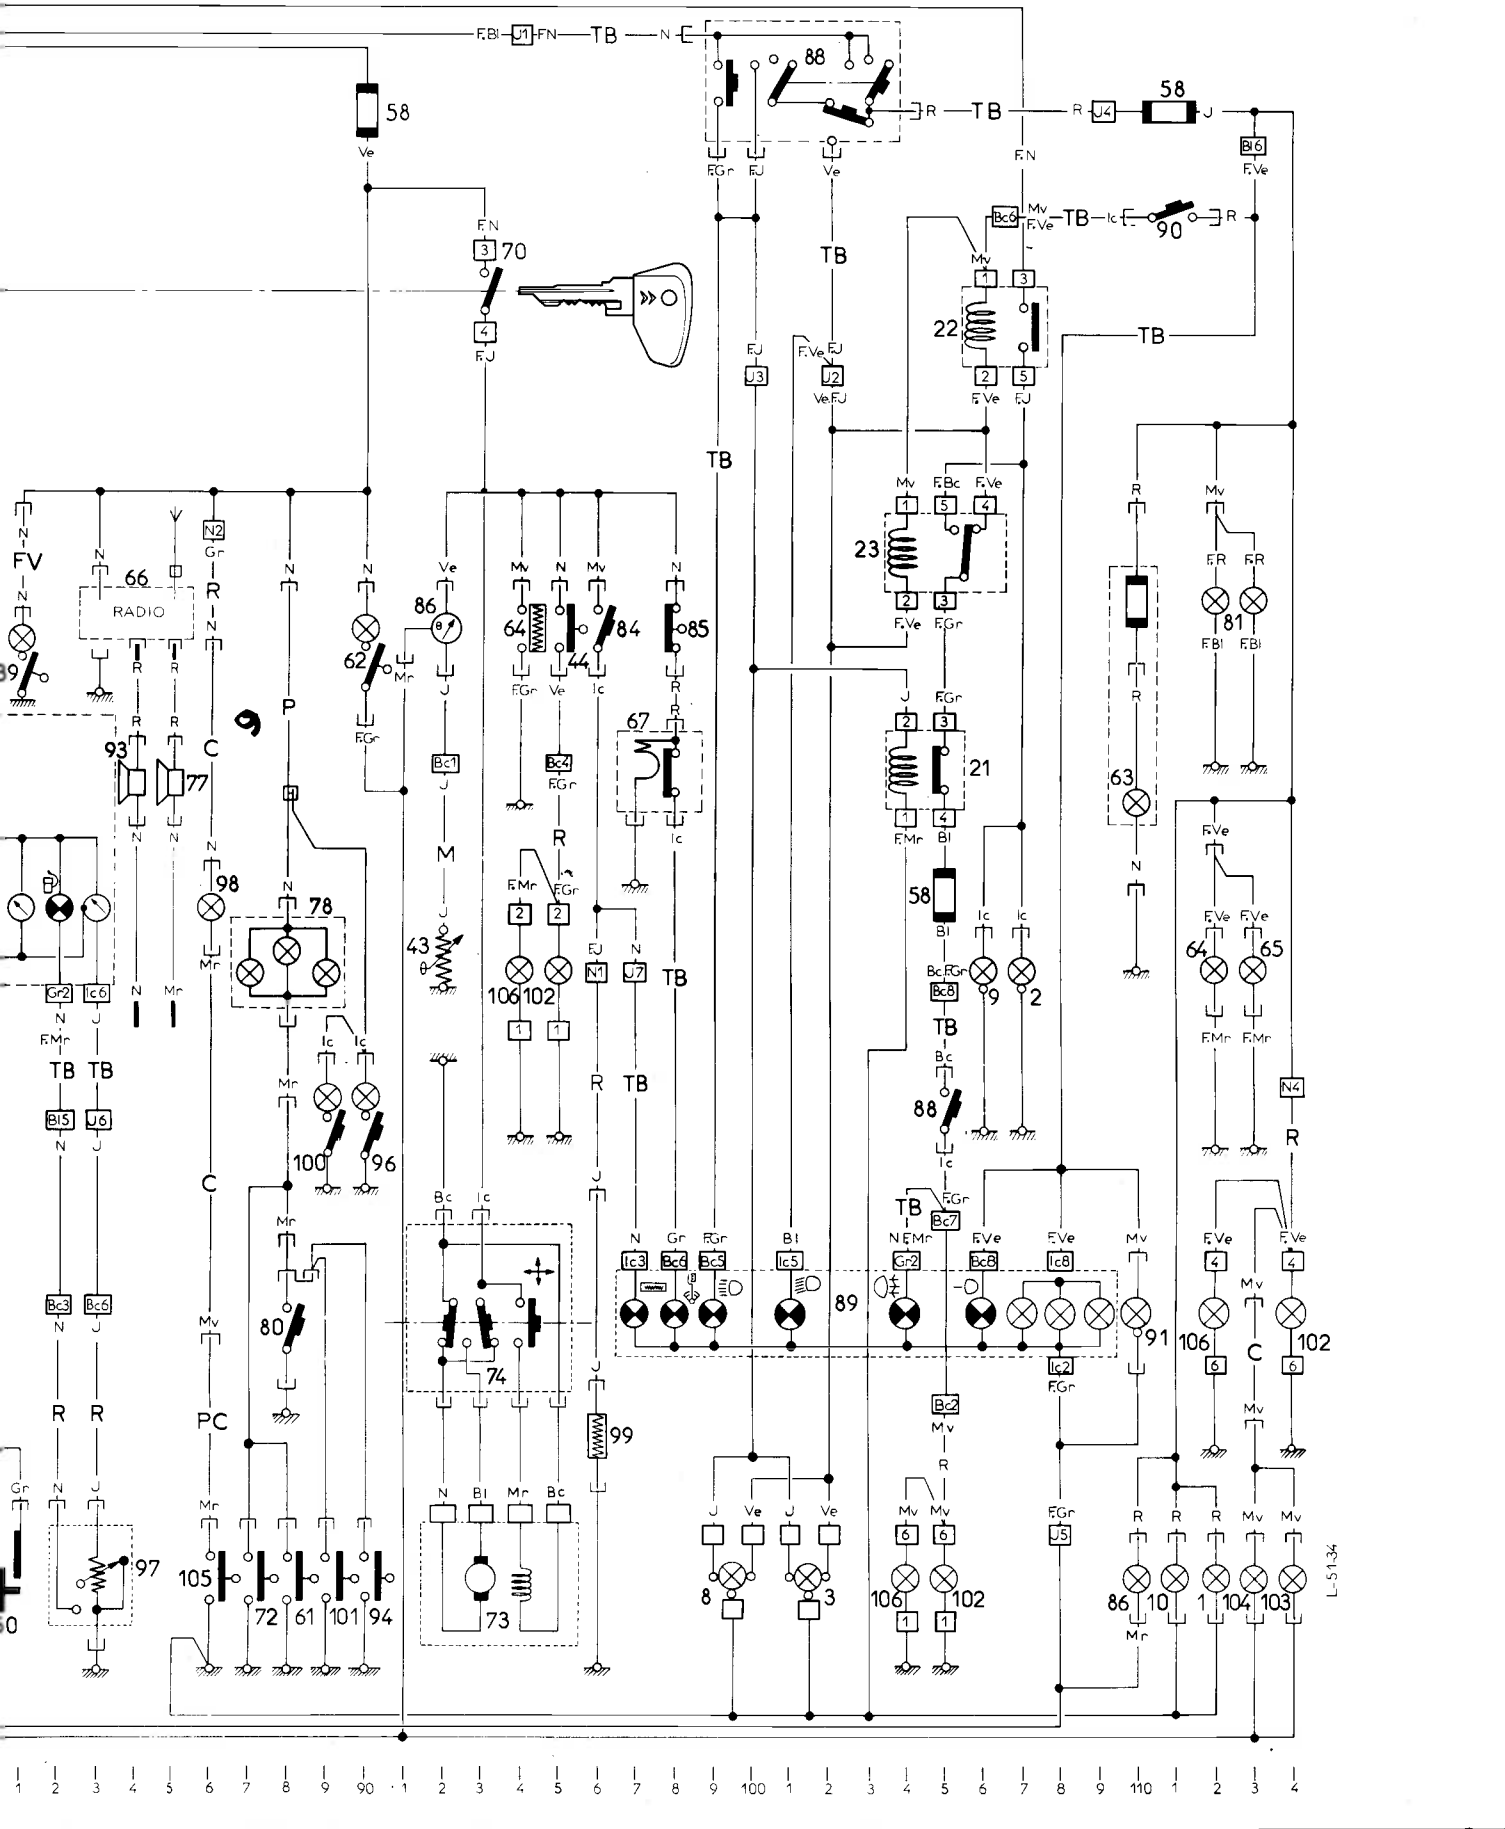 F.Bl J1 FN TB N
88
58
Ve
R TB R J4 58 J
Bl6
F.Ve
F.Gr F.J Ve
F.N
F.N
3 70
4
F.J
Bc6 Mv F.Ve TB Ic R
90
TB
Mv
1 3
22
TB
F.J F.Ve F.J
J3 J2
Ve F.J
2 5
F.Ve F.J
TB
Mv F.Bc F.Ve
1 5 4
R Mv
N FV N
N2
Gr
R
N
N
66
RADIO
N N
Ve Mv N Mv N
86 64 44 84 85
23
2 3
F.Ve F.Gr
F.R F.R
81
F.Bl F.Bl
89
R R
62
Mr
J F.Gr Ve Ic R
R
R
R R
P
F.Gr
9
C
93 77
67
J F.Gr
2 3
21
1 4
F.Mr Bl
63
R
Bc1 Bc4
J F.Gr
N N
N
R
M
Ic
F.Ve
N
98
N
78
F.Mr F.Gr
2 2
58
Bl
Ic Ic
F.Ve F.Ve
Mr
J
43
θ
F.J N
N1 J7
TB
Bc.F.Gr
Bc8
9 2
64 65
Gr2 Ic6 N Mr
106 102
1 1
TB
F.Mr F.Mr
N J
F.Mr
TB TB
Ic Ic
Mr
R TB
Bc
88
Ic
N4
R
Bl5 J6
N J
100 96
C
Bc Ic
J
TB F.Gr
Bc7
Mr
N Gr F.Gr Bl N F.Mr F.Ve F.Ve Mv F.Ve F.Ve
Ic3 Bc6 Bc5 Ic5 Gr2 Bc8 Ic8 4 4
89
Mv
Bc3 Bc6
N J
Mv
80
74
J
91 106 C 102
Ic2 6 6
F.Gr
R R PC
99
Bc2
Mv
Mv
Gr N J Mr
N Bl Mr Bc
J Ve J Ve
R
Mv Mv
6 6
F.Gr
J5
R R R Mv Mv
97
105 72 61 101 94
73
8 3
106 102
1 1
86 10 1 104 103
Mr
L-51-34
1 2 3 4 5 6 7 8 9 90 1 2 3 4 5 6 7 8 9 100 1 2 3 4 5 6 7 8 9 110 1 2 3 4